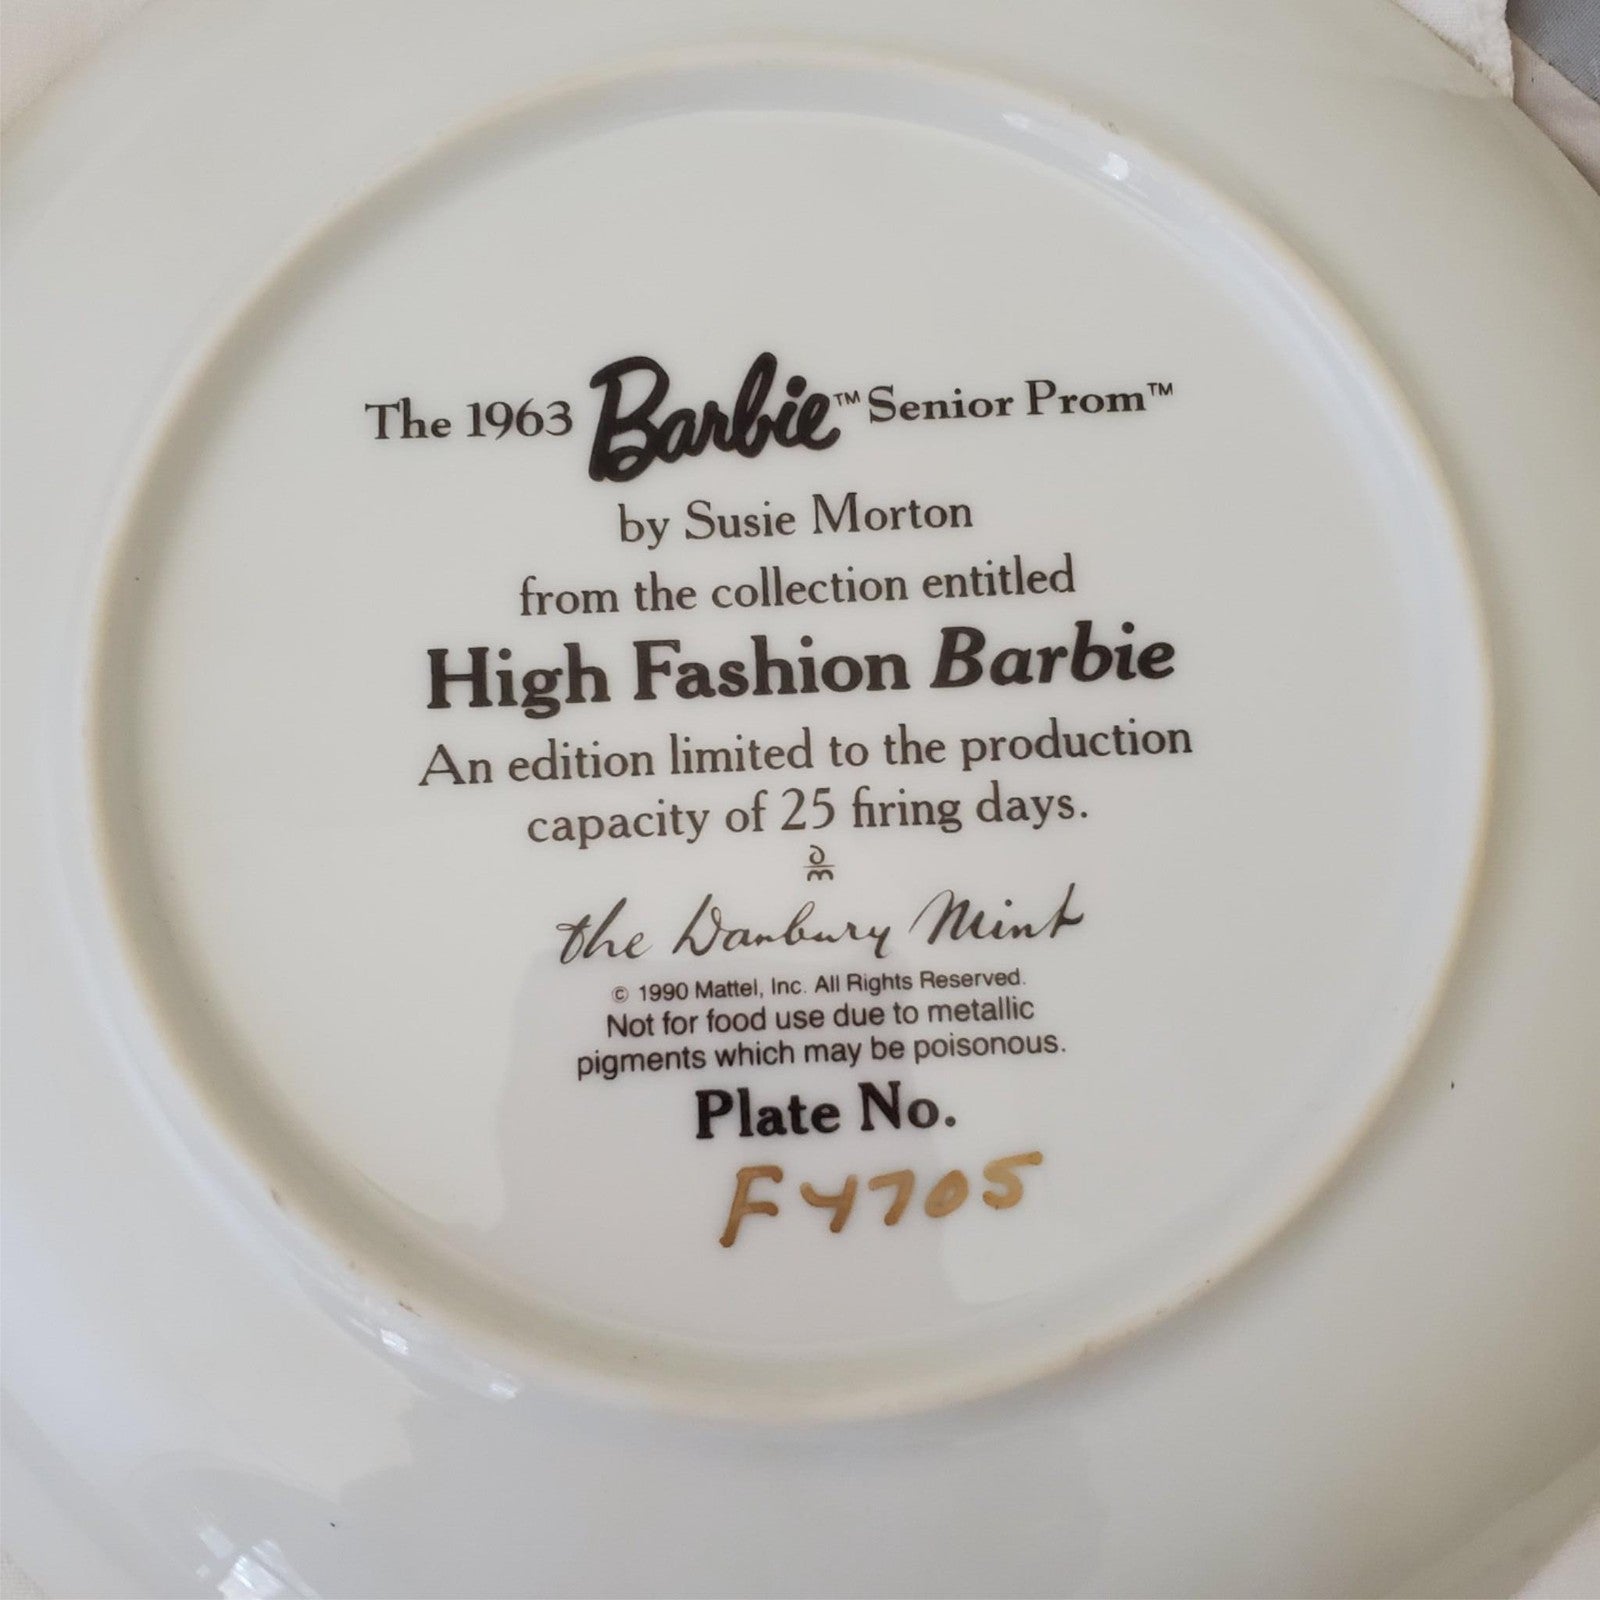 The 1963 Barbie™ Senior Prom™
by Susie Morton
from the collection entitled
High Fashion Barbie
An edition limited to the production
capacity of 25 firing days.
dm
the Danbury Mint
© 1990 Mattel, Inc. All Rights Reserved.
Not for food use due to metallic
pigments which may be poisonous.
Plate No.
F4705